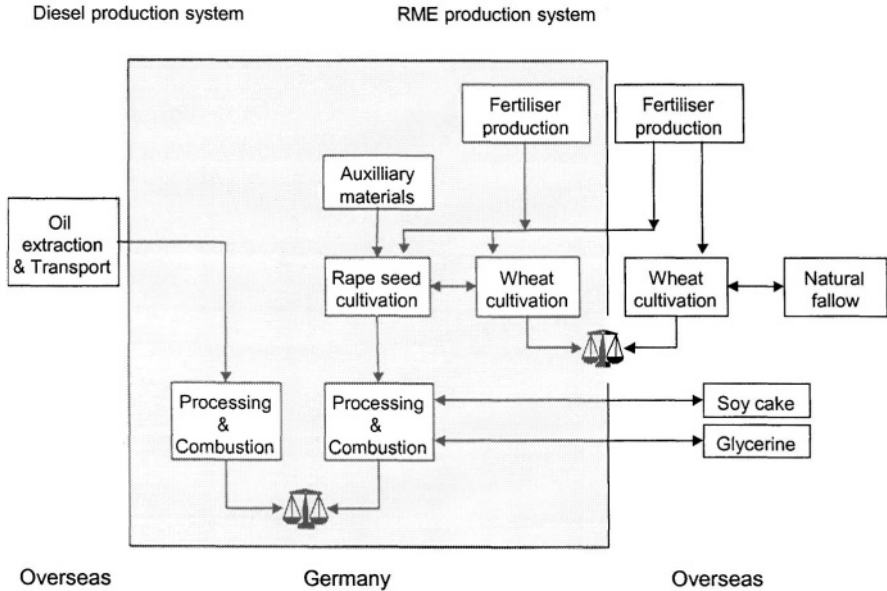 Diesel production system
RME production system
Fertiliser
production
Fertiliser
production
Auxilliary
materials
Oil
extraction
& Transport
Rape seed
cultivation
Wheat
cultivation
Wheat
cultivation
Natural
fallow
Processing
&
Combustion
Processing
&
Combustion
Soy cake
Glycerine
Overseas
Germany
Overseas